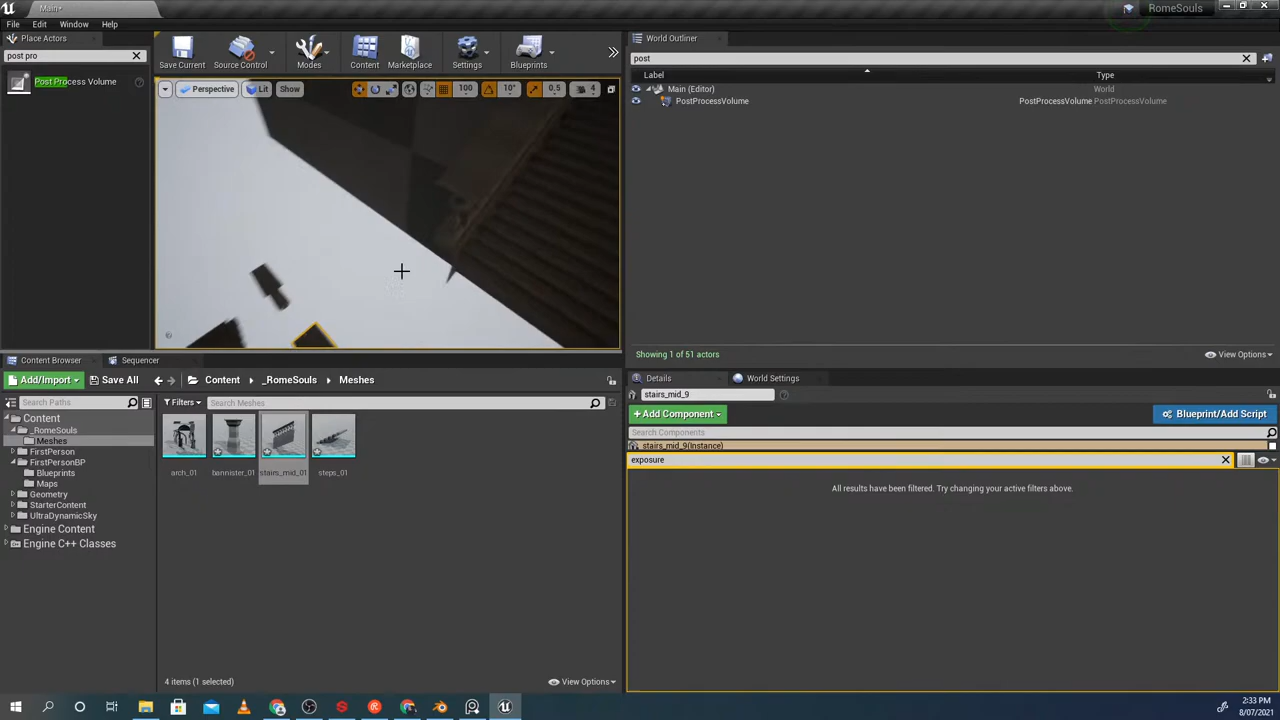 Main*
RomeSouls
File Edit Window Help
Place Actors
post pro
Post Process Volume
Save Current
Source Control
Modes
Content
Marketplace
Settings
Blueprints
Perspective
Lit
Show
100
10°
0.5
4
World Outliner
post
Label
Type
Main (Editor)
World
PostProcessVolume
PostProcessVolume PostProcessVolume
Showing 1 of 51 actors
View Options
Content Browser
Sequencer
Add/Import
Save All
Content
_RomeSouls
Meshes
Search Paths
Filters
Search Meshes
Content
_RomeSouls
Meshes
FirstPerson
FirstPersonBP
Blueprints
Maps
Geometry
StarterContent
UltraDynamicSky
Engine Content
Engine C++ Classes
arch_01
bannister_01
stairs_mid_01
steps_01
4 items (1 selected)
View Options
Details
World Settings
stairs_mid_9
+Add Component
Blueprint/Add Script
Search Components
stairs_mid_9(Instance)
exposure
All results have been filtered. Try changing your active filters above.
2:33 PM
8/07/2021